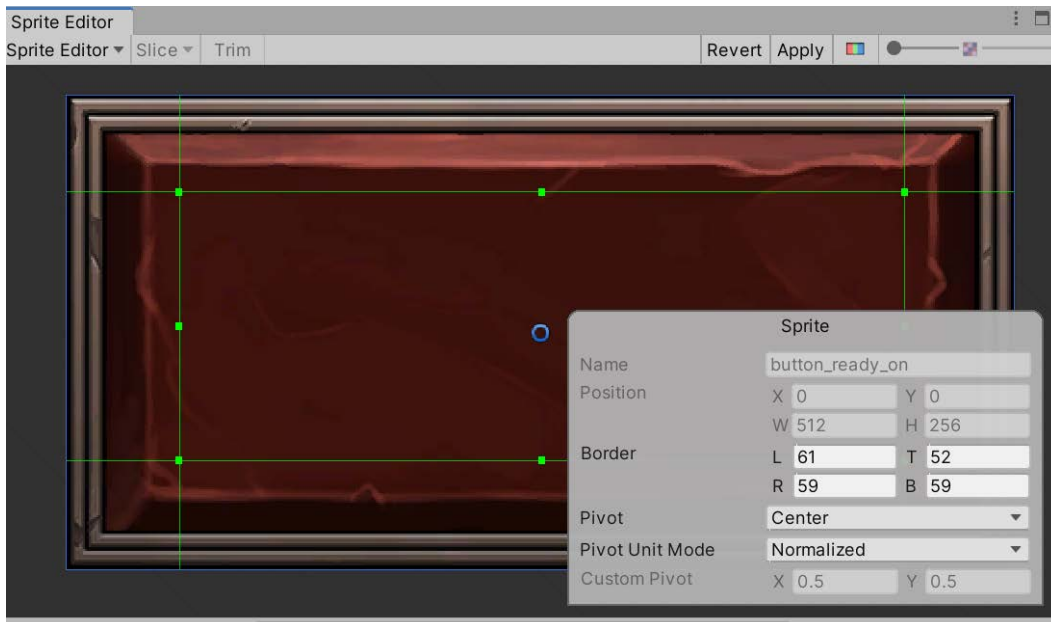 Sprite Editor
Sprite Editor Slice Trim Revert Apply
Sprite
Name button_ready_on
Position X 0 Y 0
W 512 H 256
Border L 61 T 52
R 59 B 59
Pivot Center
Pivot Unit Mode Normalized
Custom Pivot X 0.5 Y 0.5